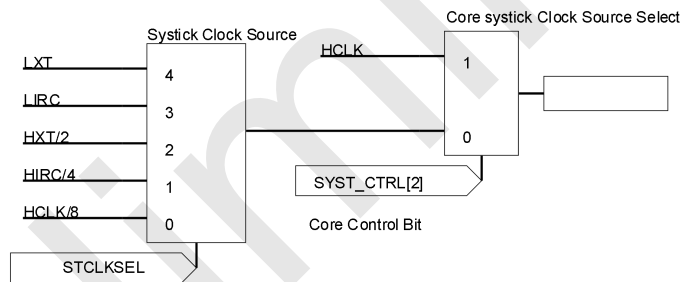 Core systick Clock Source Select
Systick Clock Source
HCLK
1
LXT
4
LIRC
3
HXT/2
2
0
HIRC/4
1
SYST_CTRL[2]
HCLK/8
0
Core Control Bit
STCLKSEL